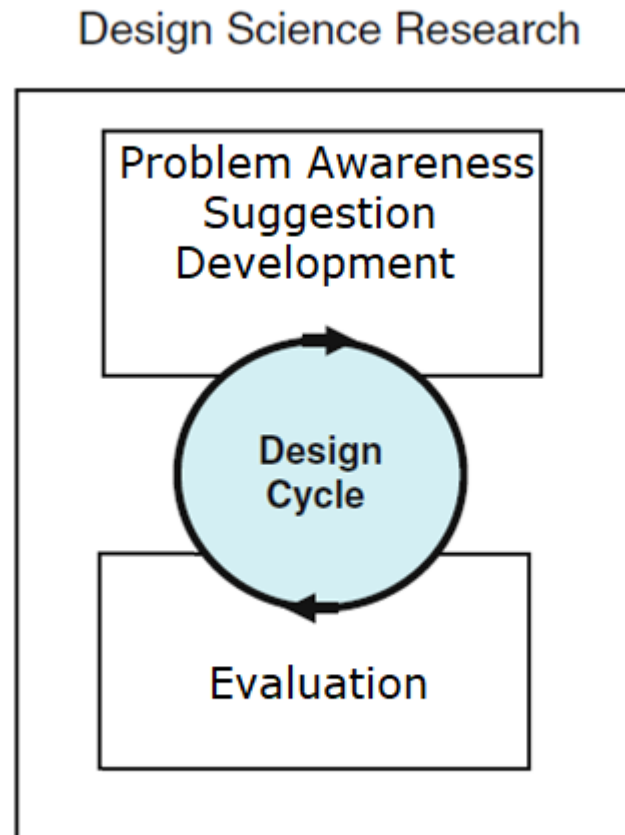 Design Science Research
Problem Awareness
Suggestion
Development
Design
Cycle
Evaluation